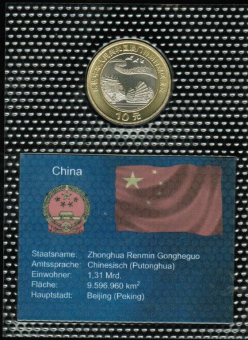 10元
China
Staatsname: Zhonghua Renmin Gongheguo
Amtssprache: Chinesisch (Putonghua)
Einwohner: 1,31 Mrd.
Fläche: 9.596.960 km²
Hauptstadt: Beijing (Peking)